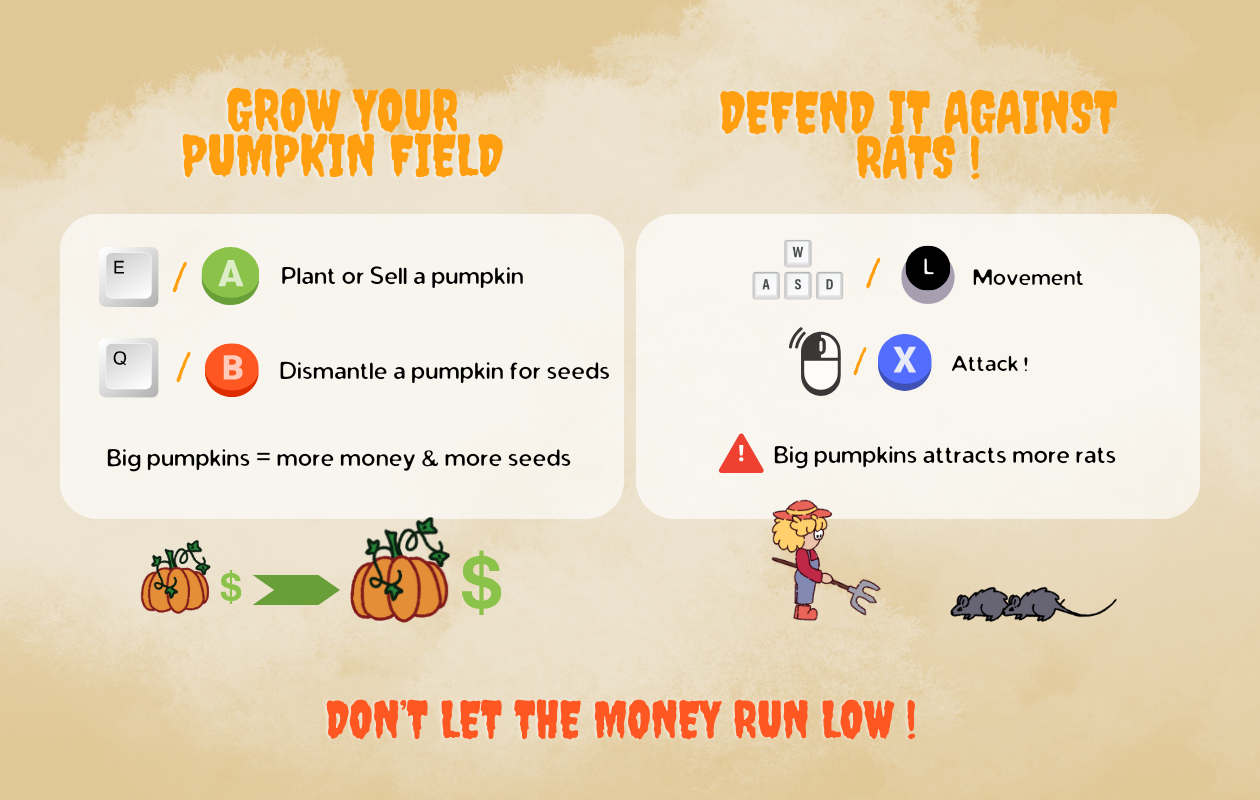 GROW YOUR
PUMPKIN FIELD
E / A Plant or Sell a pumpkin
Q / B Dismantle a pumpkin for seeds
Big pumpkins = more money & more seeds
$ $
DEFEND IT AGAINST
RATS !
W
A S D / L Movement
/ X Attack !
! Big pumpkins attracts more rats
DON'T LET THE MONEY RUN LOW !